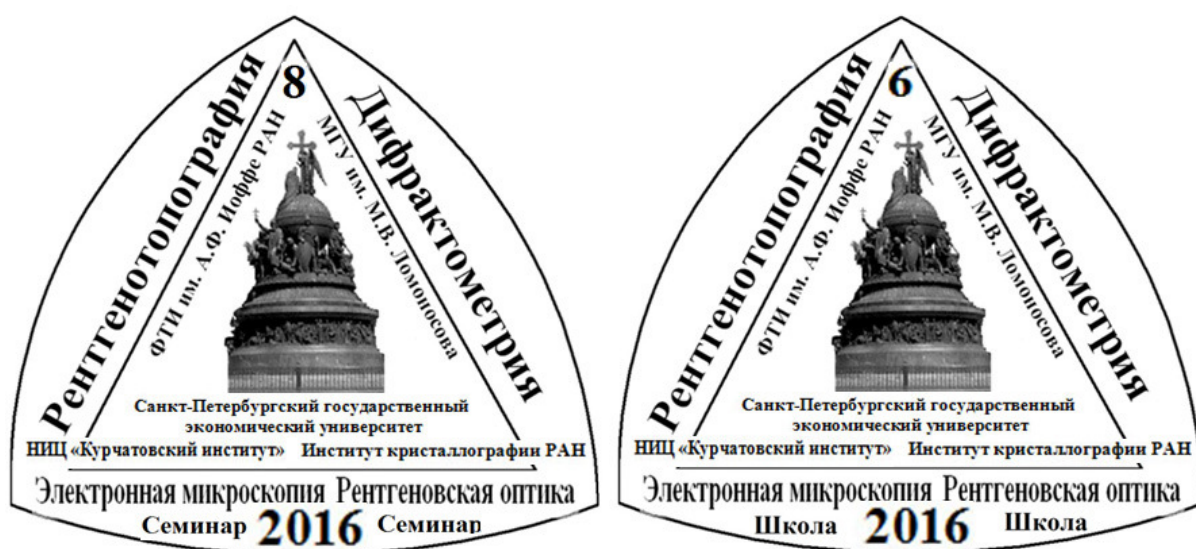 8
Рентгенотопография
Дифрактометрия
ФТИ им. А.Ф. Иоффе РАН
МГУ им. М.В. Ломоносова
Санкт-Петербургский государственный
экономический университет
НИЦ «Курчатовский институт» Институт кристаллографии РАН
Электронная микроскопия Рентгеновская оптика
Семинар 2016 Семинар
6
Рентгенотопография
Дифрактометрия
ФТИ им. А.Ф. Иоффе РАН
МГУ им. М.В. Ломоносова
Санкт-Петербургский государственный
экономический университет
НИЦ «Курчатовский институт» Институт кристаллографии РАН
Электронная микроскопия Рентгеновская оптика
Школа 2016 Школа